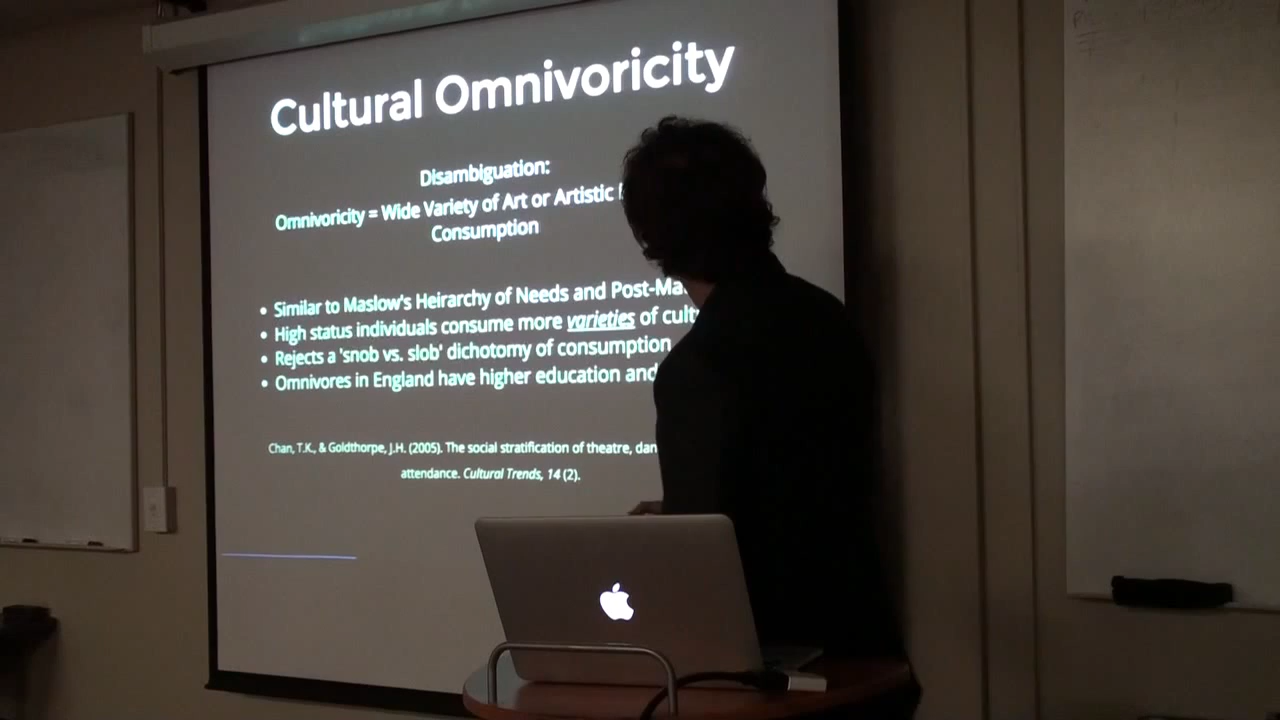 Cultural Omnivoricity
Disambiguation:
Omnivoricity = Wide Variety of Art or Artistic
Consumption
• Similar to Maslow's Heirarchy of Needs and Post-Ma
• High status individuals consume more varieties of cult
• Rejects a 'snob vs. slob' dichotomy of consumption
• Omnivores in England have higher education and
Chan, T.K., & Goldthorpe, J.H. (2005). The social stratification of theatre, dan
attendance. Cultural Trends, 14 (2).